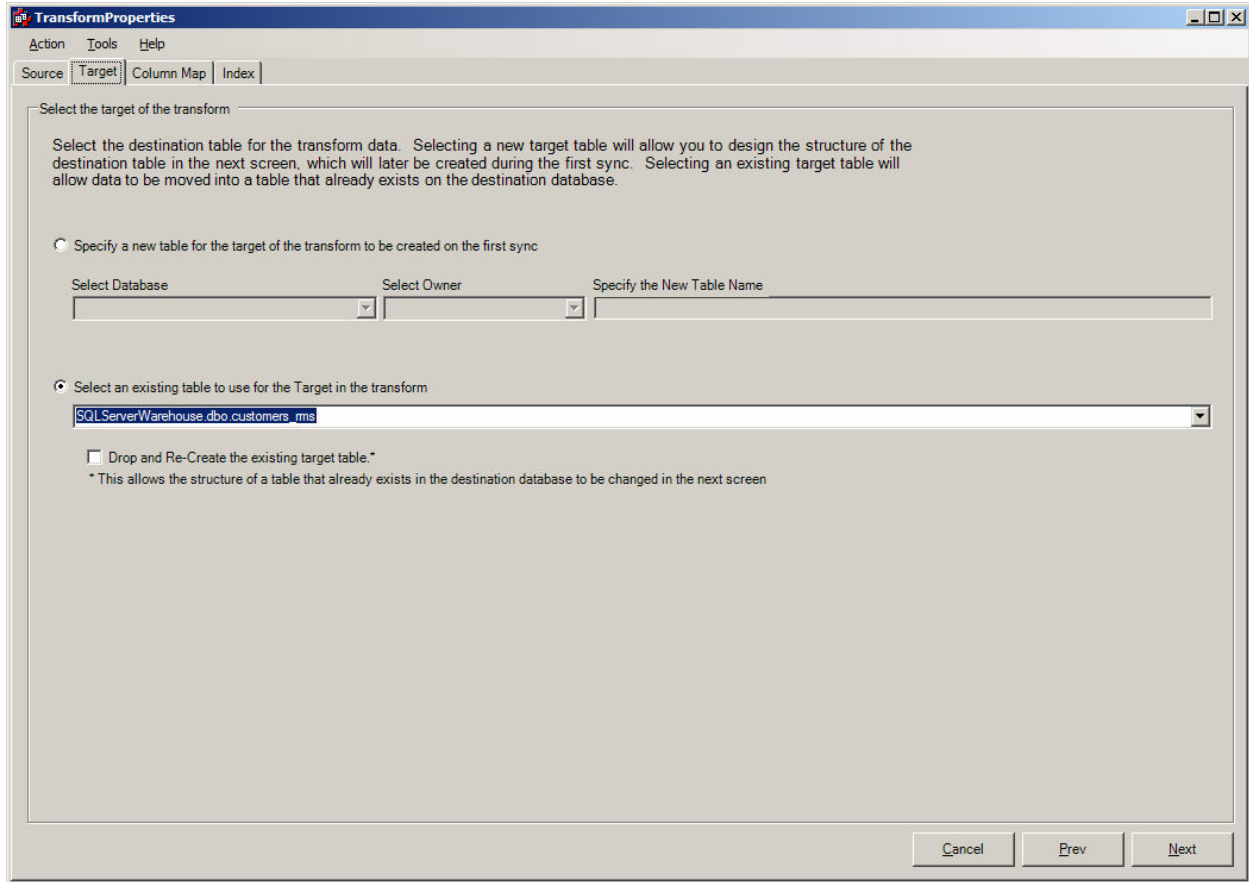 TransformProperties
Action Tools Help
Source Target Column Map Index
Select the target of the transform
Select the destination table for the transform data. Selecting a new target table will allow you to design the structure of the
destination table in the next screen, which will later be created during the first sync. Selecting an existing target table will
allow data to be moved into a table that already exists on the destination database.
Specify a new table for the target of the transform to be created on the first sync
Select Database Select Owner Specify the New Table Name
Select an existing table to use for the Target in the transform
SQLServerWarehouse.dbo.customers_rms
Drop and Re-Create the existing target table.*
* This allows the structure of a table that already exists in the destination database to be changed in the next screen
Cancel Prev Next